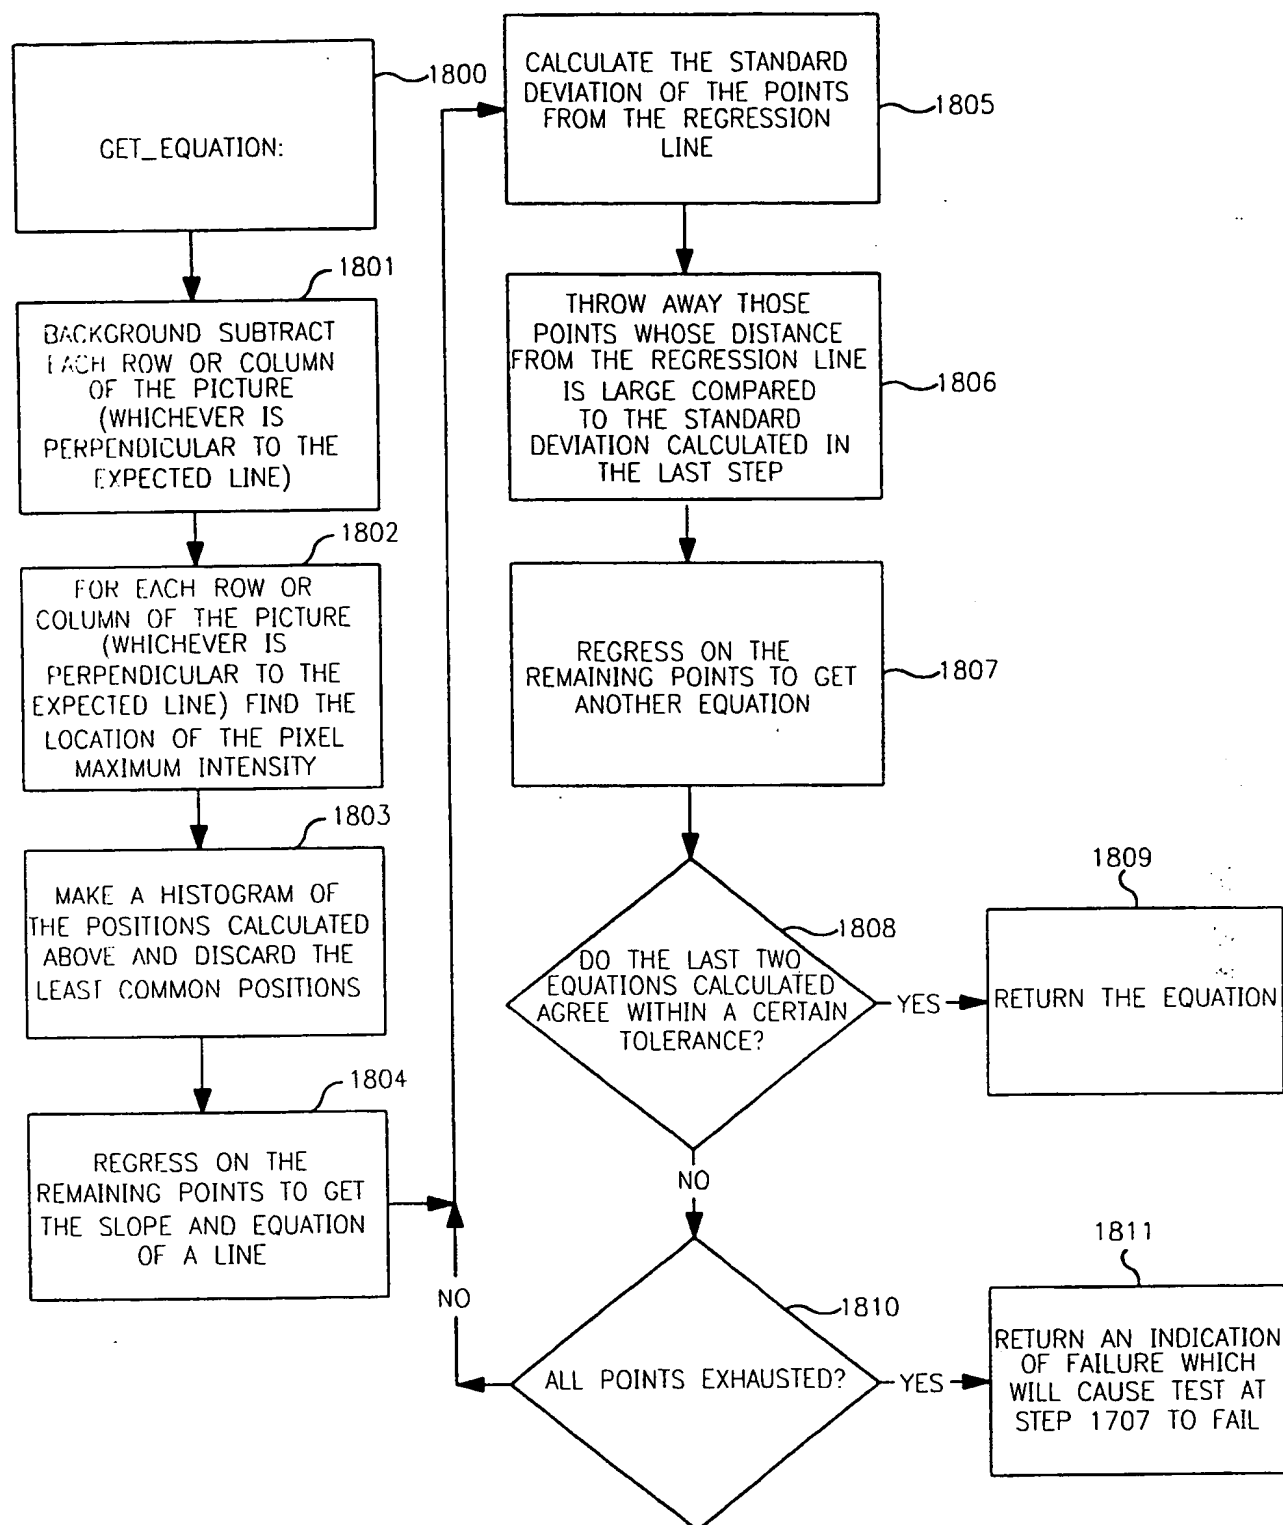 1800
GET_EQUATION:
1801
BACKGROUND SUBTRACT
EACH ROW OR COLUMN
OF THE PICTURE
(WHICHEVER IS
PERPENDICULAR TO THE
EXPECTED LINE)
1802
FOR EACH ROW OR
COLUMN OF THE PICTURE
(WHICHEVER IS
PERPENDICULAR TO THE
EXPECTED LINE) FIND THE
LOCATION OF THE PIXEL
MAXIMUM INTENSITY
1803
MAKE A HISTOGRAM OF
THE POSITIONS CALCULATED
ABOVE AND DISCARD THE
LEAST COMMON POSITIONS
1804
REGRESS ON THE
REMAINING POINTS TO GET
THE SLOPE AND EQUATION
OF A LINE
1805
CALCULATE THE STANDARD
DEVIATION OF THE POINTS
FROM THE REGRESSION
LINE
1806
THROW AWAY THOSE
POINTS WHOSE DISTANCE
FROM THE REGRESSION LINE
IS LARGE COMPARED
TO THE STANDARD
DEVIATION CALCULATED IN
THE LAST STEP
1807
REGRESS ON THE
REMAINING POINTS TO GET
ANOTHER EQUATION
1808
DO THE LAST TWO
EQUATIONS CALCULATED
AGREE WITHIN A CERTAIN
TOLERANCE?
YES
1809
RETURN THE EQUATION
NO
1810
ALL POINTS EXHAUSTED?
NO
YES
1811
RETURN AN INDICATION
OF FAILURE WHICH
WILL CAUSE TEST AT
STEP 1707 TO FAIL